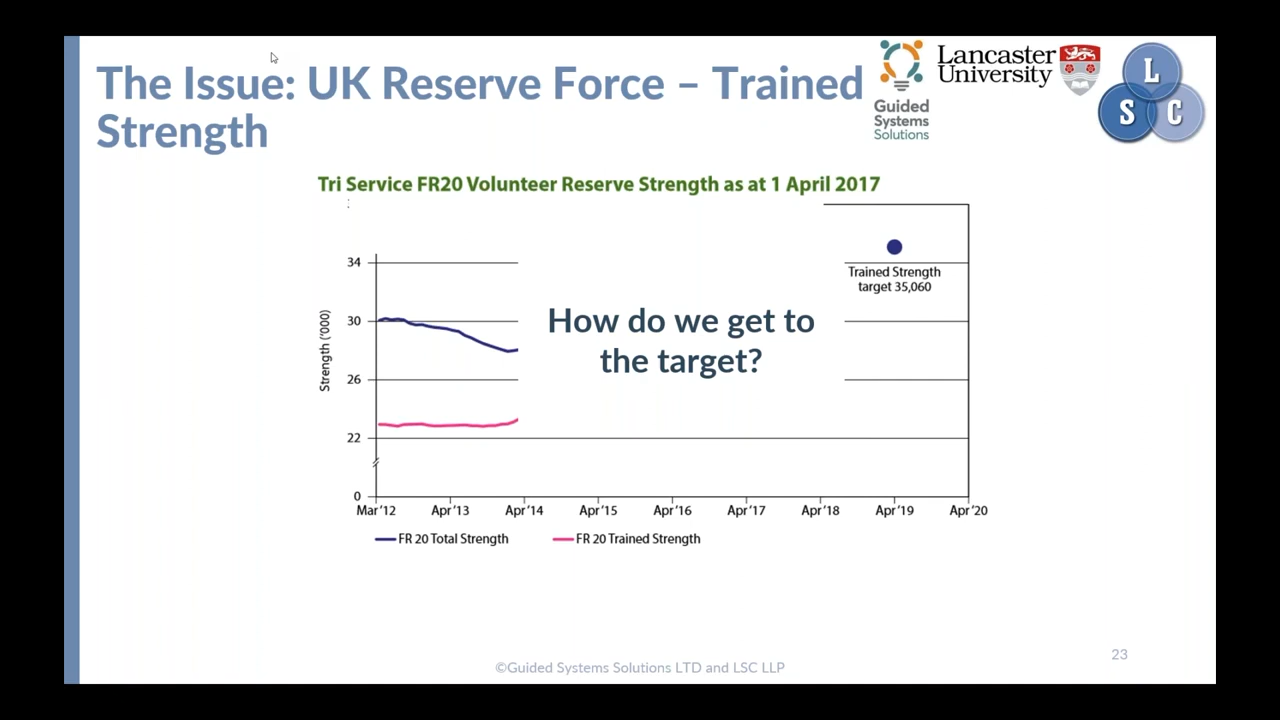 The Issue: UK Reserve Force – Trained
Strength
Guided
Systems
Solutions
Lancaster
University
L
S C
Tri Service FR20 Volunteer Reserve Strength as at 1 April 2017
34
30
26
22
0
Strength ('000)
How do we get to
the target?
Trained Strength
target 35,060
Mar'12 Apr'13 Apr'14 Apr'15 Apr'16 Apr'17 Apr'18 Apr'19 Apr'20
FR 20 Total Strength FR 20 Trained Strength
23
©Guided Systems Solutions LTD and LSC LLP